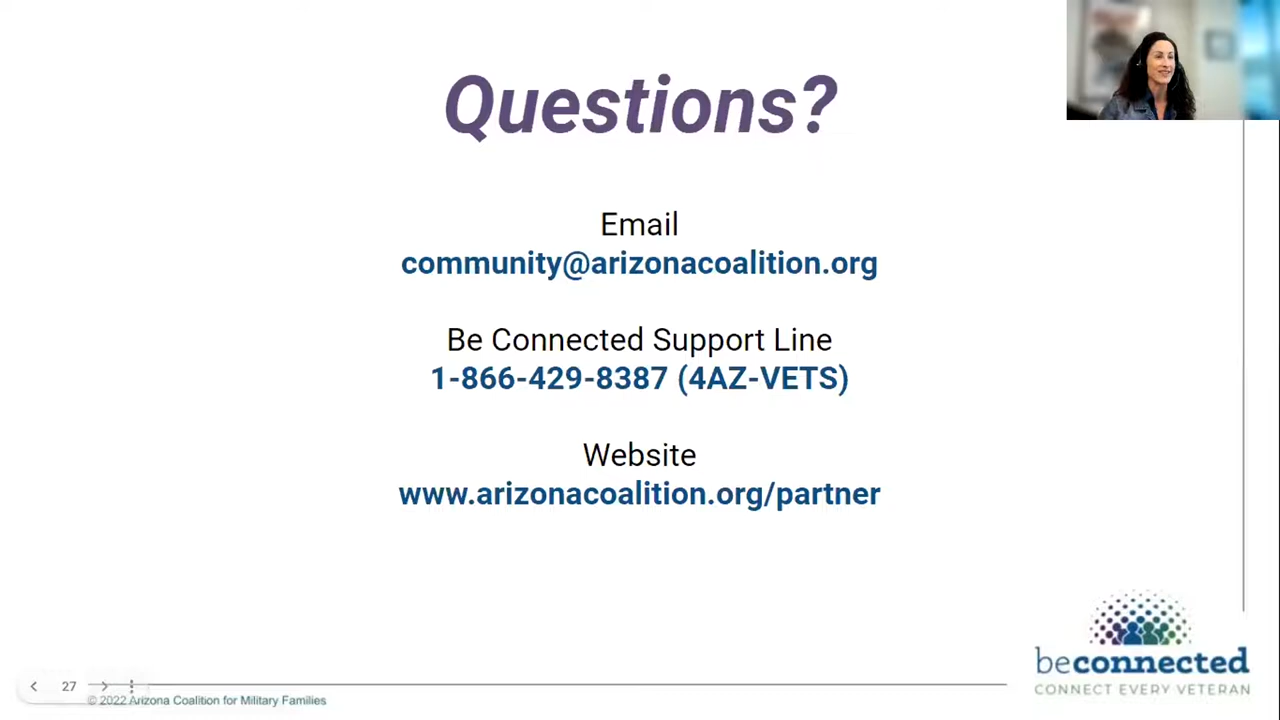 Questions?
Email
community@arizonacoalition.org
Be Connected Support Line
1-866-429-8387 (4AZ-VETS)
Website
www.arizonacoalition.org/partner
beconnected
CONNECT EVERY VETERAN
27
© 2022 Arizona Coalition for Military Families